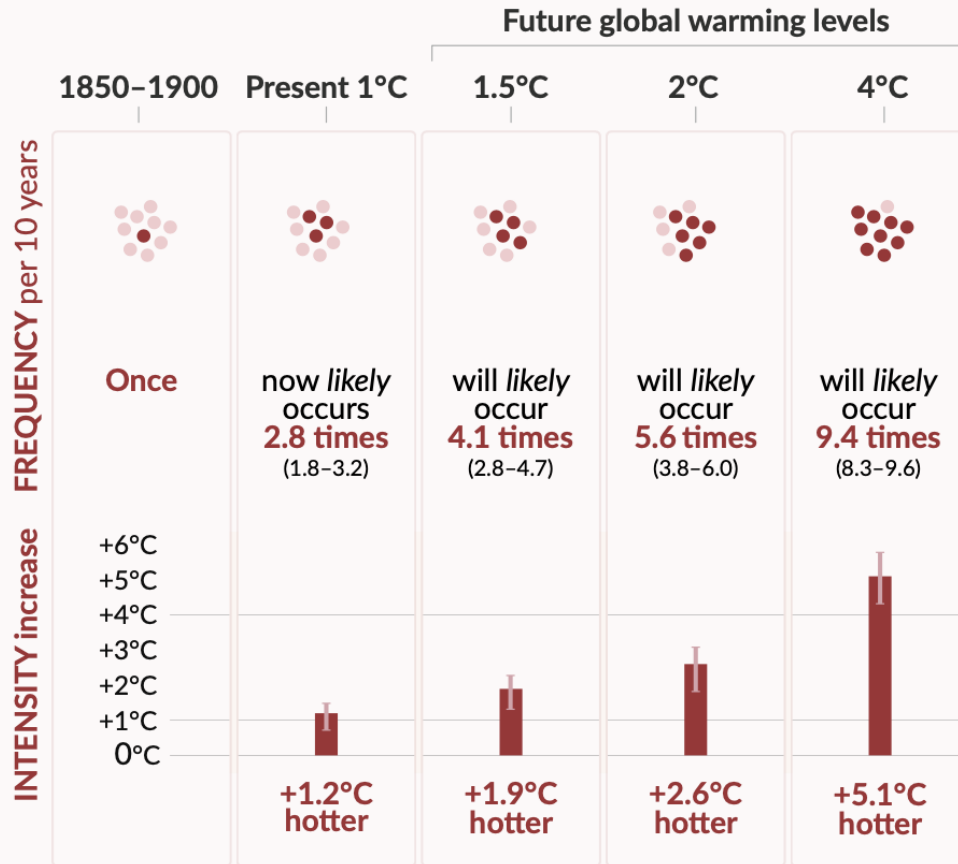 Future global warming levels
1850–1900 Present 1°C 1.5°C 2°C 4°C
FREQUENCY per 10 years
Once
now likely
occurs
2.8 times
(1.8–3.2)
will likely
occur
4.1 times
(2.8–4.7)
will likely
occur
5.6 times
(3.8–6.0)
will likely
occur
9.4 times
(8.3–9.6)
INTENSITY increase
+6°C
+5°C
+4°C
+3°C
+2°C
+1°C
0°C
+1.2°C
hotter
+1.9°C
hotter
+2.6°C
hotter
+5.1°C
hotter